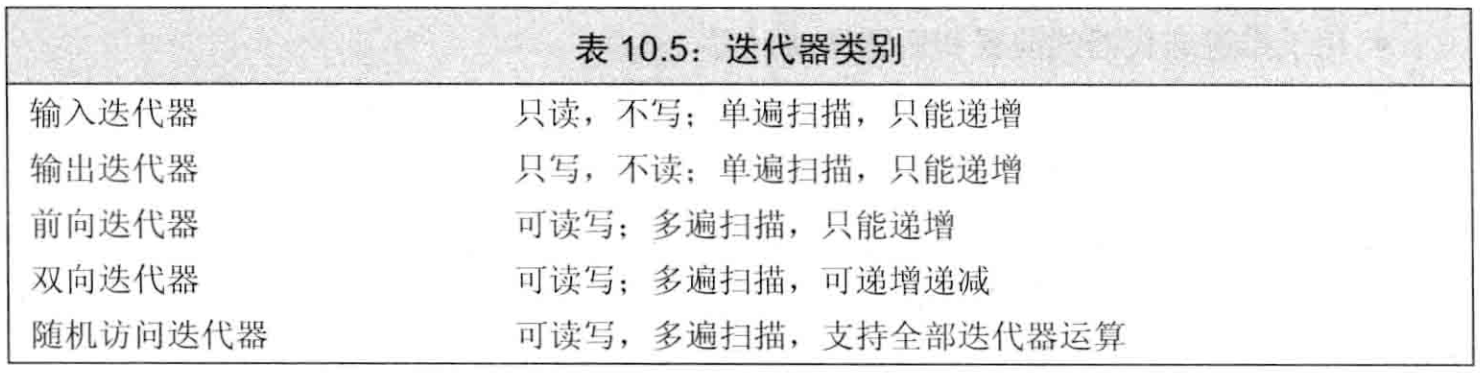 表 10.5：迭代器类别
输入迭代器 只读，不写；单遍扫描，只能递增
输出迭代器 只写，不读；单遍扫描，只能递增
前向迭代器 可读写；多遍扫描，只能递增
双向迭代器 可读写；多遍扫描，可递增递减
随机访问迭代器 可读写，多遍扫描，支持全部迭代器运算